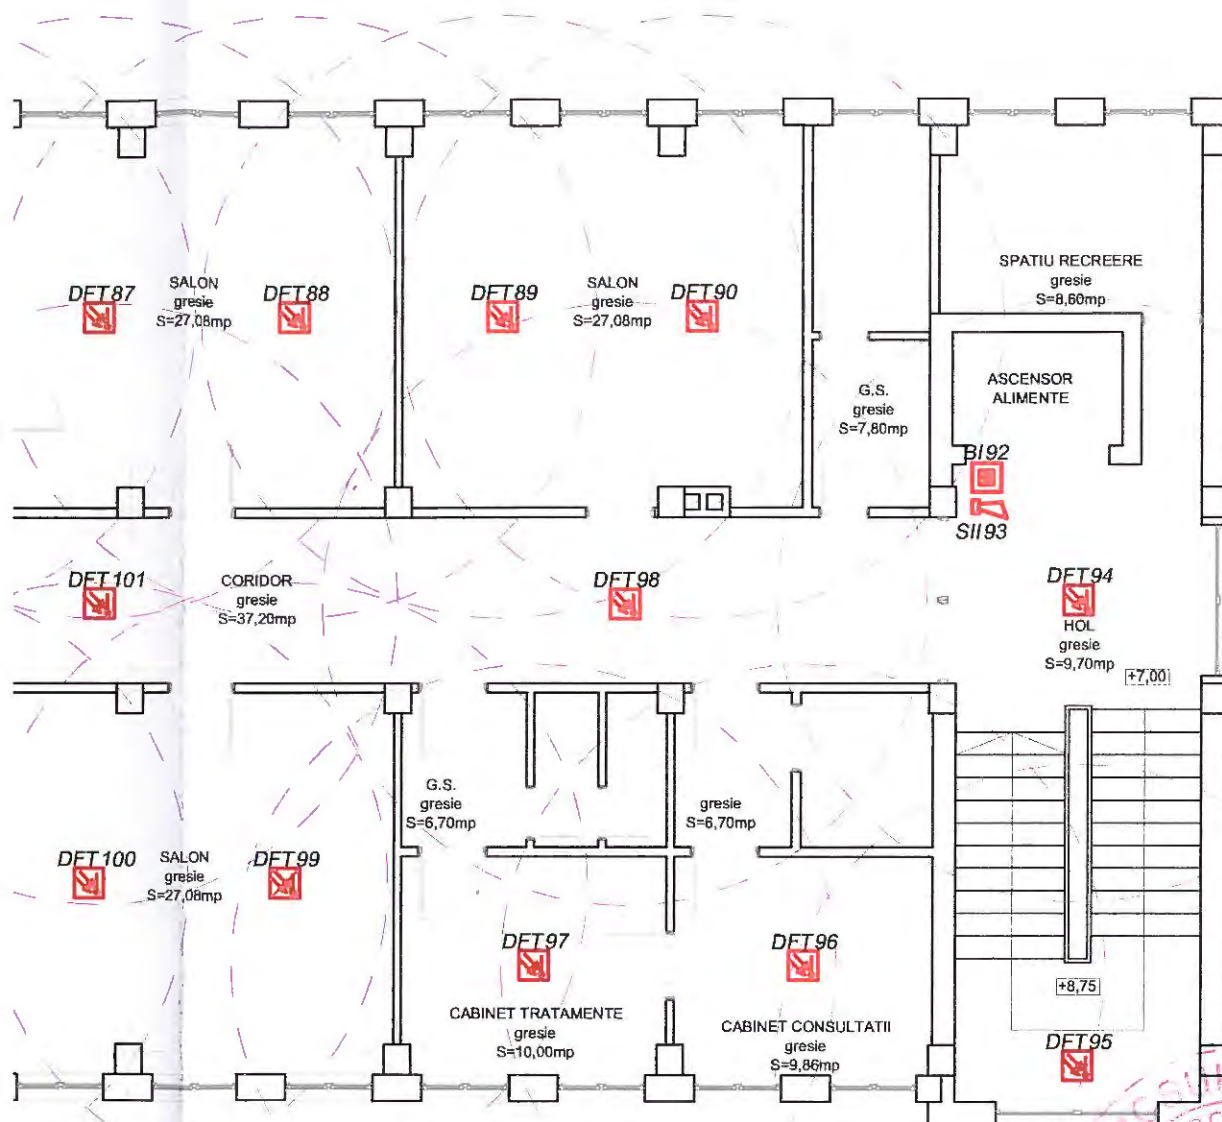 SPATIU RECREERE
gresie
S=8,60mp
DFT87
SALON
gresie
S=27,08mp
DFT88
DFT89
SALON
gresie
S=27,08mp
DFT90
ASCENSOR
ALIMENTE
G.S.
gresie
S=7,80mp
BI92
SII93
DFT101
CORIDOR
gresie
S=37,20mp
DFT98
DFT94
HOL
gresie
S=9,70mp
+7,00
G.S.
gresie
S=6,70mp
gresie
S=6,70mp
DFT100
SALON
gresie
S=27,08mp
DFT99
DFT97
DFT96
CABINET TRATAMENTE
gresie
S=10,00mp
CABINET CONSULTATII
gresie
S=9,86mp
+8,75
DFT95